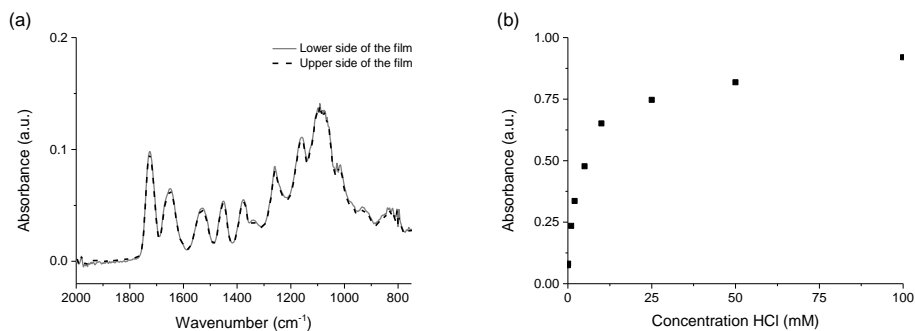 (a)
0.2
0.1
0.0
Absorbance (a.u.)
Lower side of the film
Upper side of the film
2000 1800 1600 1400 1200 1000 800
Wavenumber (cm⁻¹)
(b)
1.00
0.75
0.50
0.25
0.00
Absorbance (a.u.)
0 25 50 75 100
Concentration HCl (mM)